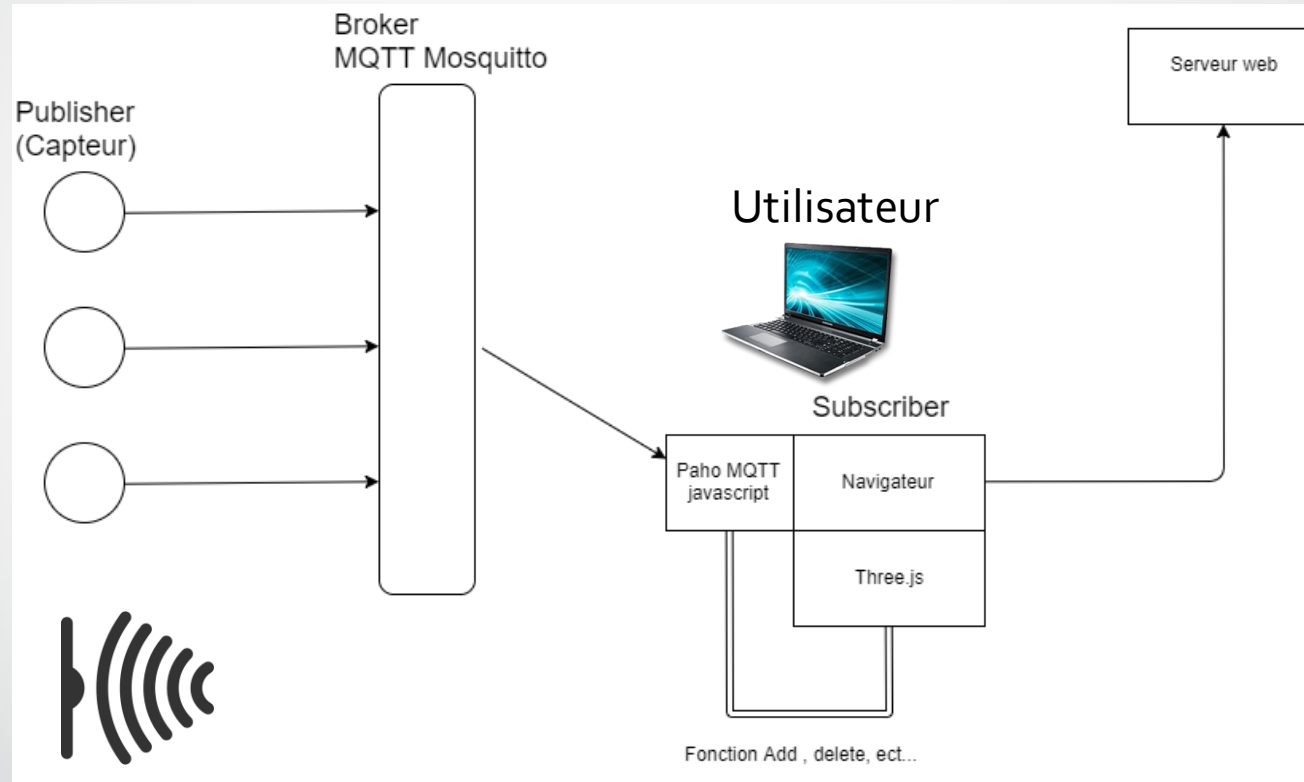 Broker
MQTT Mosquitto
Publisher
(Capteur)
Serveur web
Utilisateur
Subscriber
Paho MQTT
javascript
Navigateur
Three.js
Fonction Add , delete, ect...